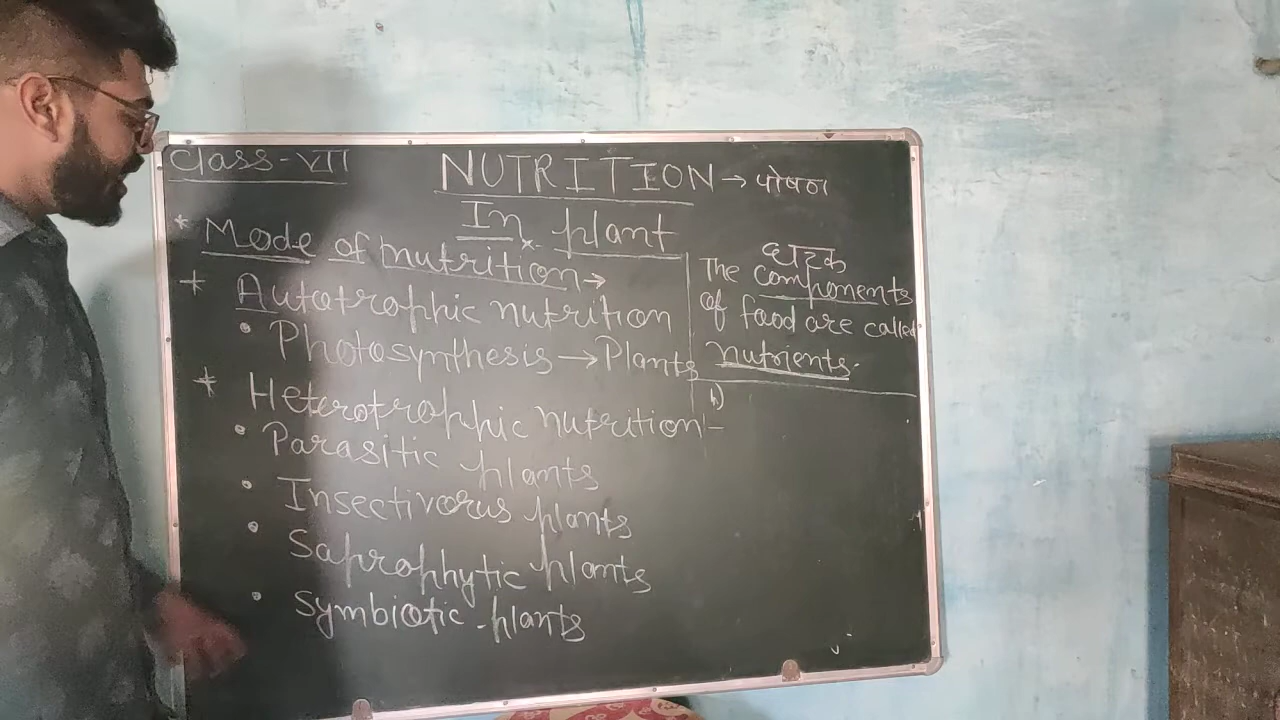 Class-VII
NUTRITION → पोषण
In plant
* Mode of nutrition →
* Autotrophic nutrition
• Photosynthesis → Plants
* Heterotrophic nutrition -
• Parasitic plants
• Insectivorus plants
• Saprophytic plants
• Symbiotic plants
घटक
The components
of food are called
nutrients.